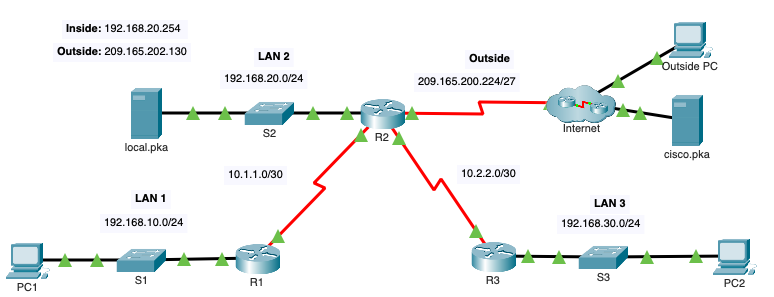 Inside: 192.168.20.254
Outside: 209.165.202.130
LAN 2
192.168.20.0/24
Outside
209.165.200.224/27
Outside PC
local.pka
S2
R2
Internet
cisco.pka
10.1.1.0/30
10.2.2.0/30
LAN 1
192.168.10.0/24
LAN 3
192.168.30.0/24
PC1
S1
R1
R3
S3
PC2